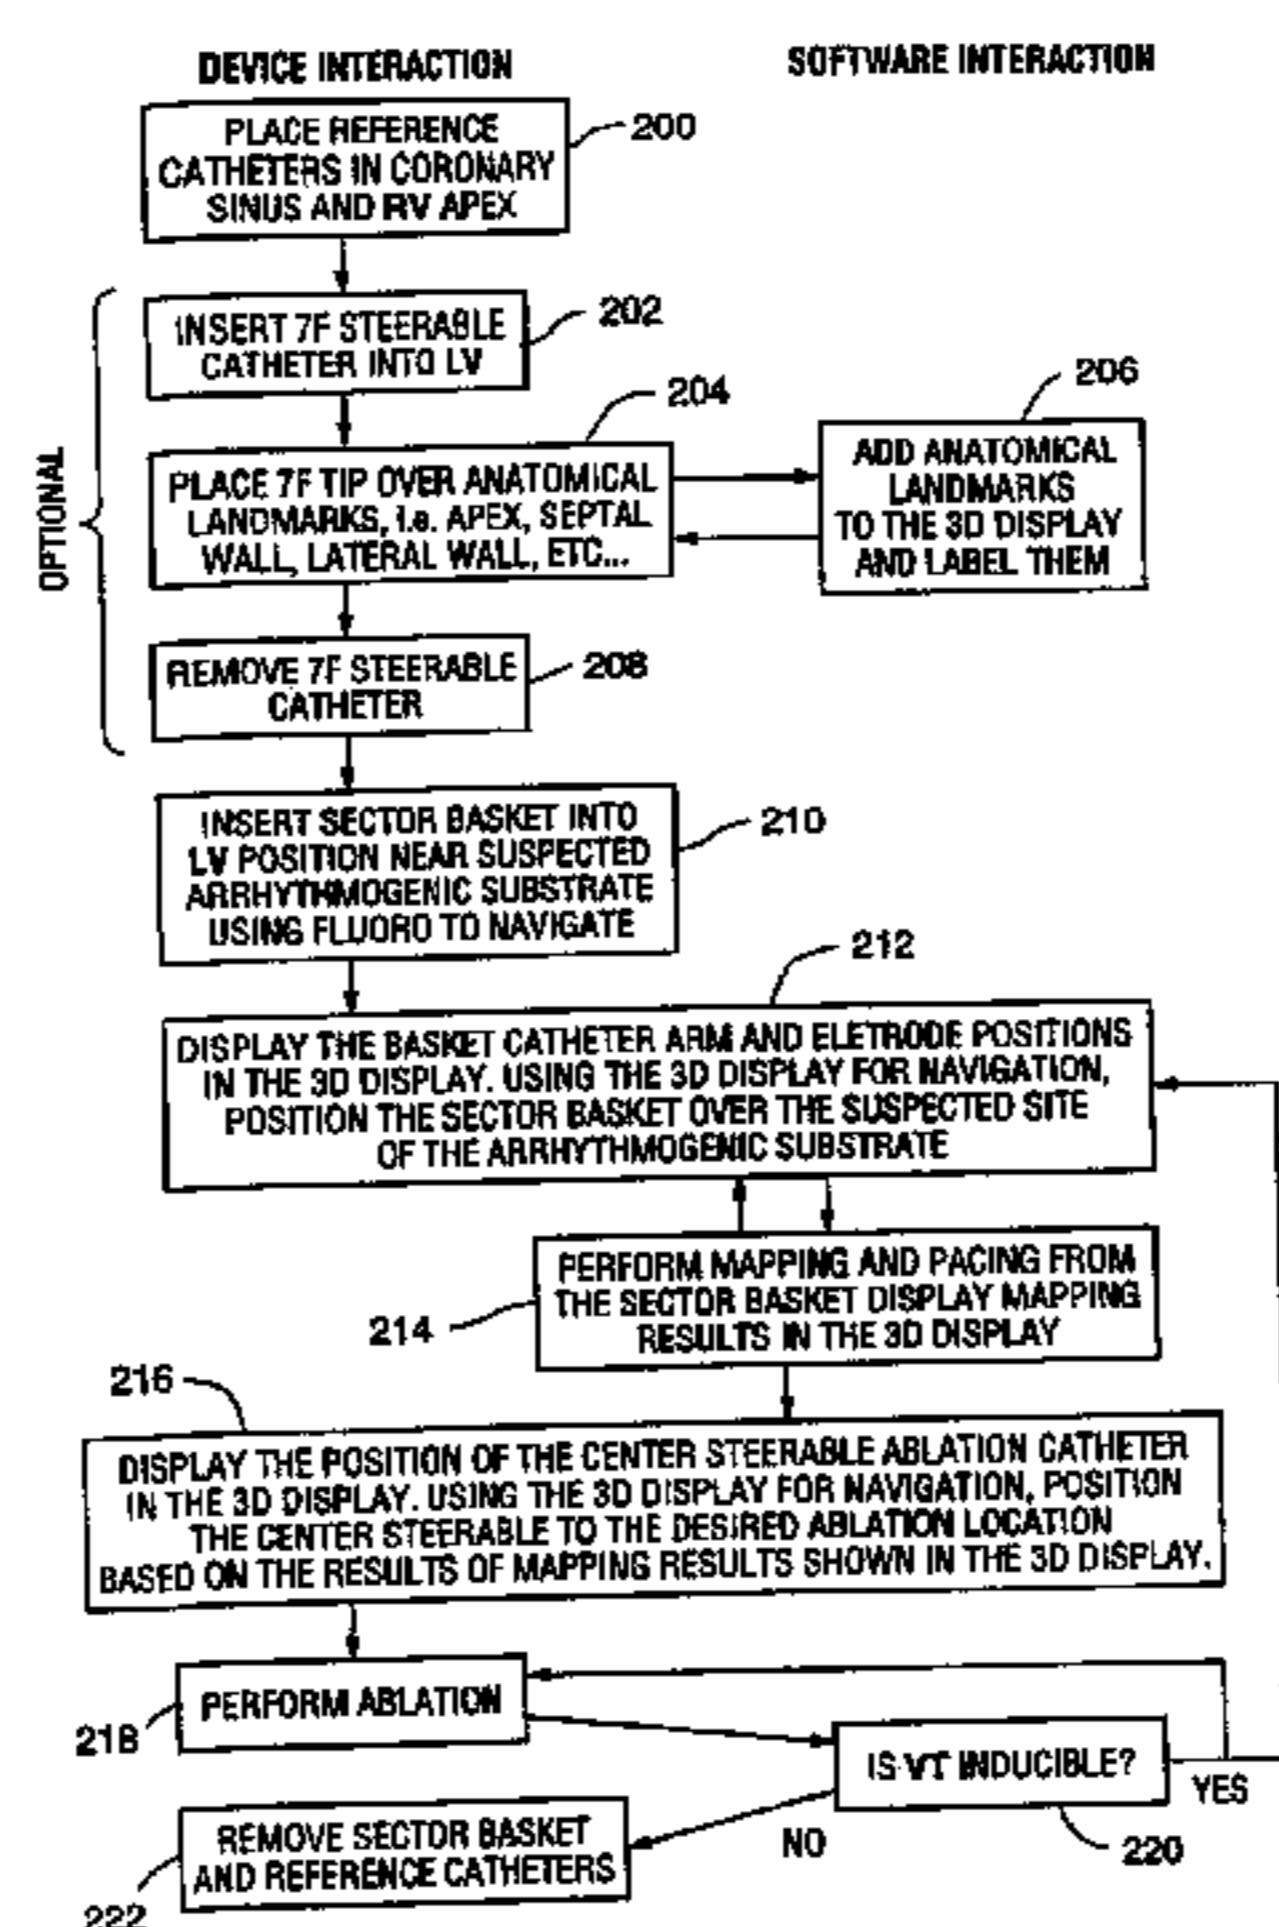 DEVICE INTERACTION
SOFTWARE INTERACTION
PLACE REFERENCE
CATHETERS IN CORONARY
SINUS AND RV APEX
200
INSERT 7F STEERABLE
CATHETER INTO LV
202
OPTIONAL
PLACE 7F TIP OVER ANATOMICAL
LANDMARKS, i.e. APEX, SEPTAL
WALL, LATERAL WALL, ETC...
204
ADD ANATOMICAL
LANDMARKS
TO THE 3D DISPLAY
AND LABEL THEM
206
REMOVE 7F STEERABLE
CATHETER
208
INSERT SECTOR BASKET INTO
LV POSITION NEAR SUSPECTED
ARRHYTHMOGENIC SUBSTRATE
USING FLUORO TO NAVIGATE
210
212
DISPLAY THE BASKET CATHETER ARM AND ELETRODE POSITIONS
IN THE 3D DISPLAY. USING THE 3D DISPLAY FOR NAVIGATION,
POSITION THE SECTOR BASKET OVER THE SUSPECTED SITE
OF THE ARRHYTHMOGENIC SUBSTRATE
PERFORM MAPPING AND PACING FROM
THE SECTOR BASKET DISPLAY MAPPING
RESULTS IN THE 3D DISPLAY
214
216
DISPLAY THE POSITION OF THE CENTER STEERABLE ABLATION CATHETER
IN THE 3D DISPLAY. USING THE 3D DISPLAY FOR NAVIGATION, POSITION
THE CENTER STEERABLE TO THE DESIRED ABLATION LOCATION
BASED ON THE RESULTS OF MAPPING RESULTS SHOWN IN THE 3D DISPLAY.
PERFORM ABLATION
218
IS VT INDUCIBLE?
YES
220
NO
REMOVE SECTOR BASKET
AND REFERENCE CATHETERS
222